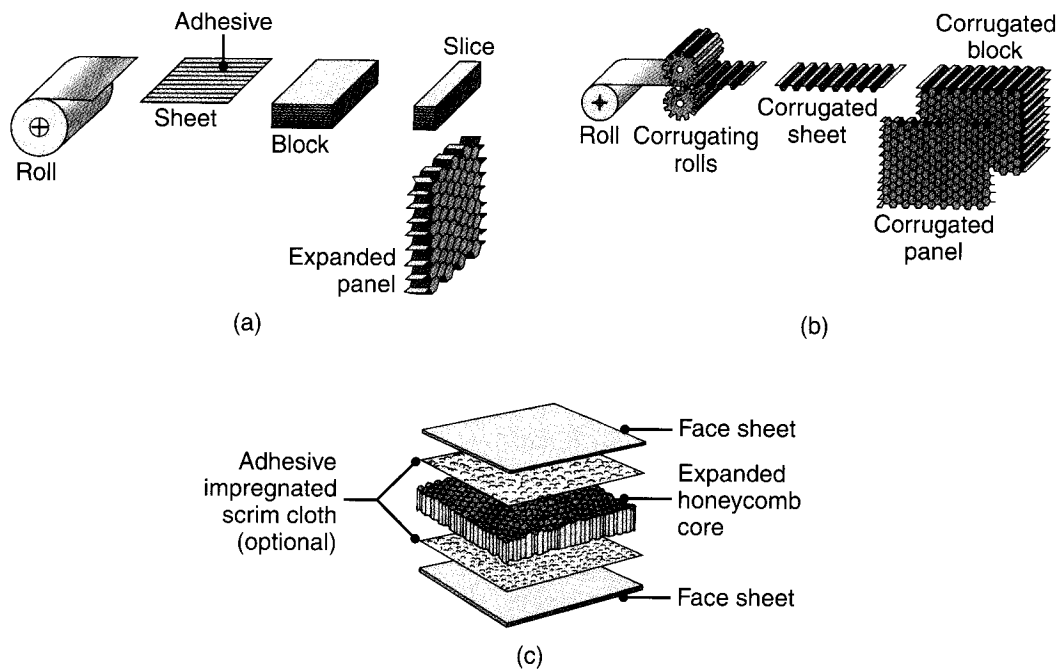 Adhesive
Roll
Sheet
Block
Slice
Expanded
panel
(a)
Roll
Corrugating
rolls
Corrugated
sheet
Corrugated
block
Corrugated
panel
(b)
Adhesive
impregnated
scrim cloth
(optional)
Face sheet
Expanded
honeycomb
core
Face sheet
(c)